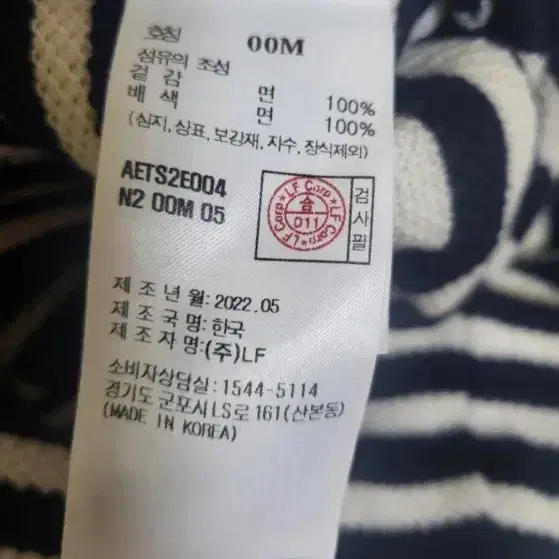 호칭 00M
섬유의 조성
겉 감 면 100%
배 색 면 100%
(심지, 상표, 보강재, 자수, 장식제외)
AETS2E004
N2 00M 05
LF Corp LF Corp
合
011
검사필
제 조 년 월: 2022.05
제 조 국 명: 한국
제 조 자 명:(주)LF
소비자상담실: 1544-5114
경기도 군포시 LS로 161(산본동)
(MADE IN KOREA)